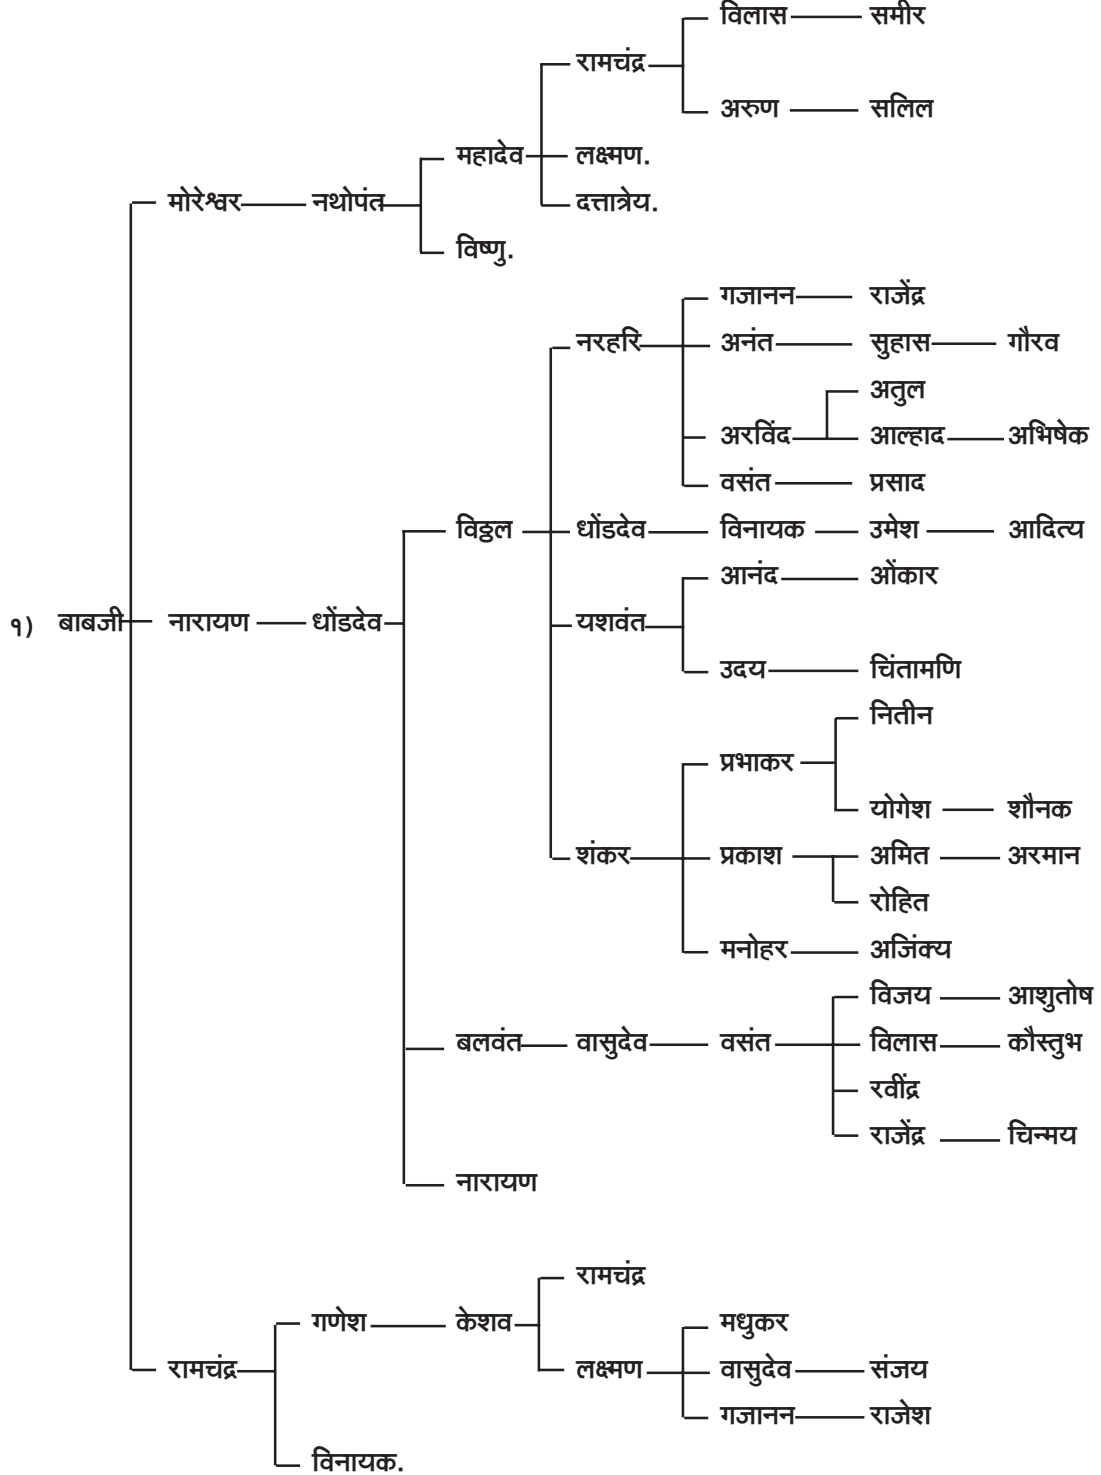 विलास समीर
रामचंद्र
अरुण सलिल
महादेव लक्ष्मण.
मोरेश्वर नथोपंत दत्तात्रेय.
विष्णु.
गजानन राजेंद्र
नरहरि अनंत सुहास गौरव
अतुल
अरविंद आल्हाद अभिषेक
वसंत प्रसाद
विठ्ठल धोंडदेव विनायक उमेश आदित्य
आनंद ओंकार
१) बाबजी नारायण धोंडदेव यशवंत
उदय चिंतामणि
नितीन
प्रभाकर
योगेश शौनक
शंकर प्रकाश अमित अरमान
रोहित
मनोहर अजिंक्य
विजय आशुतोष
बलवंत वासुदेव वसंत विलास कौस्तुभ
रवींद्र
राजेंद्र चिन्मय
नारायण
रामचंद्र
गणेश केशव मधुकर
रामचंद्र लक्ष्मण वासुदेव संजय
गजानन राजेश
विनायक.